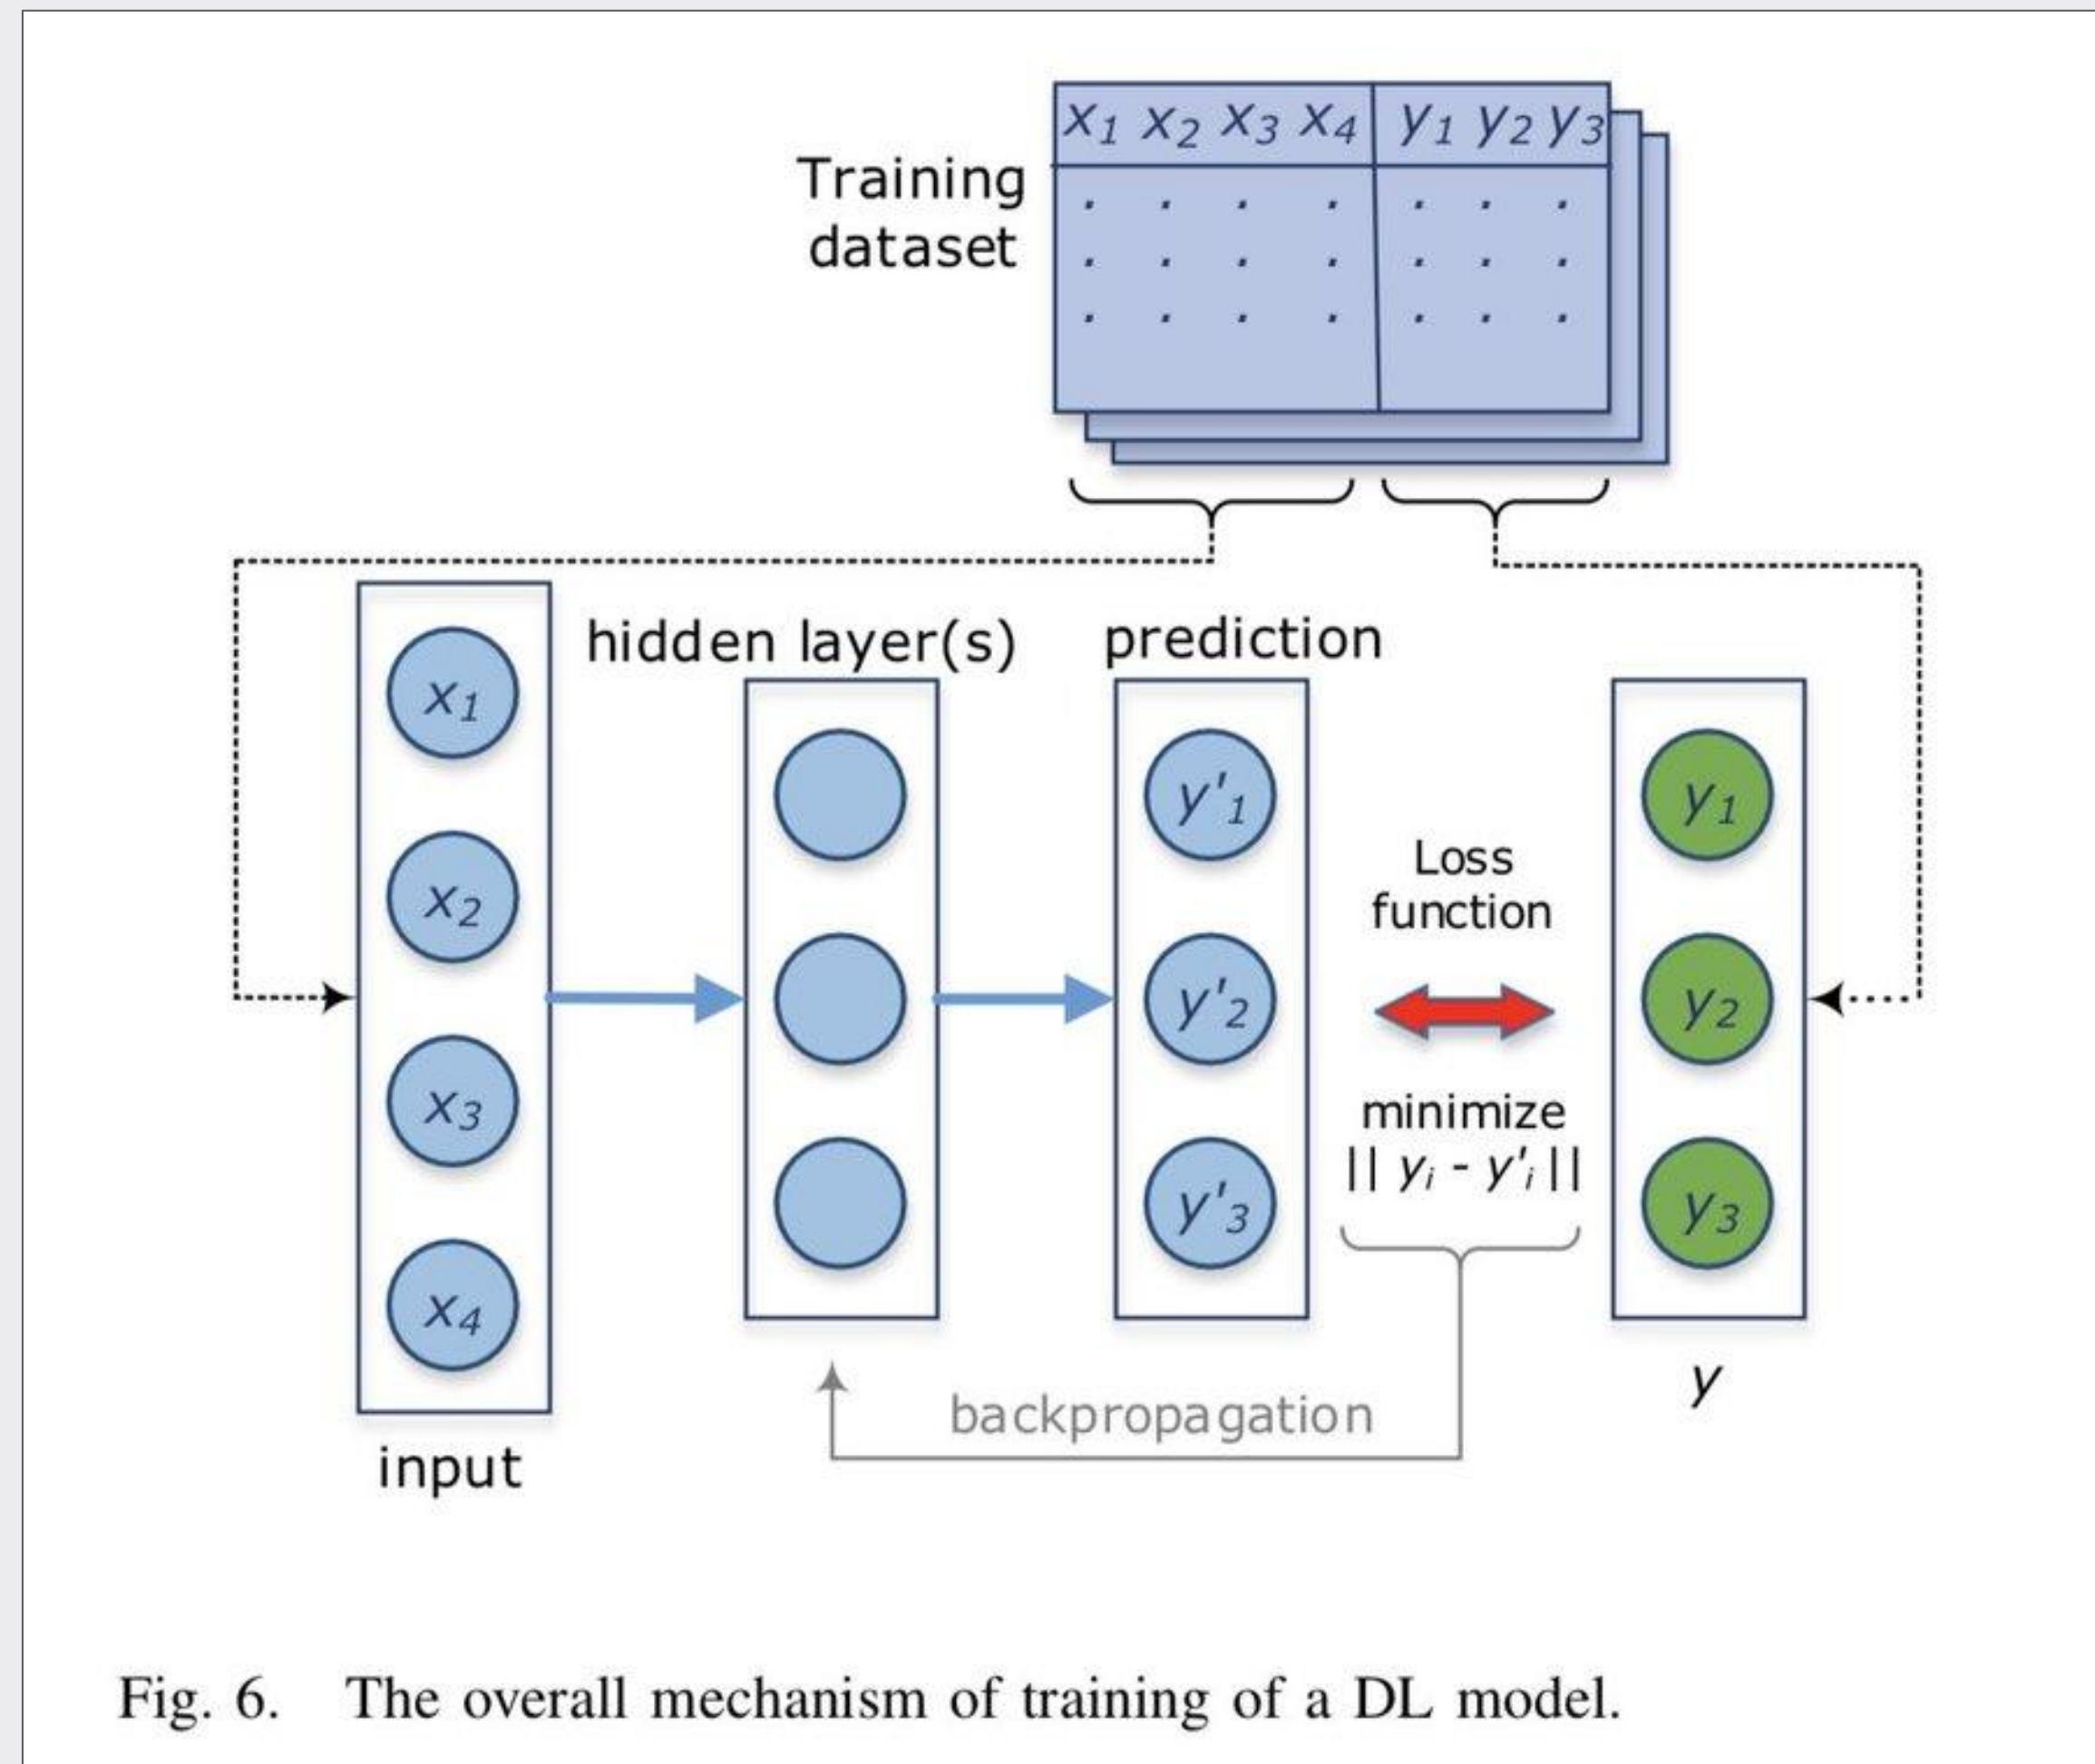 Training
dataset
x1 x2 x3 x4 y1 y2 y3
. . . . . . .
. . . . . . .
. . . . . . .
hidden layer(s)
prediction
x1
x2
x3
x4
input
y'1
y'2
y'3
Loss
function
minimize
|| yi - y'i ||
y1
y2
y3
y
backpropagation
Fig. 6. The overall mechanism of training of a DL model.